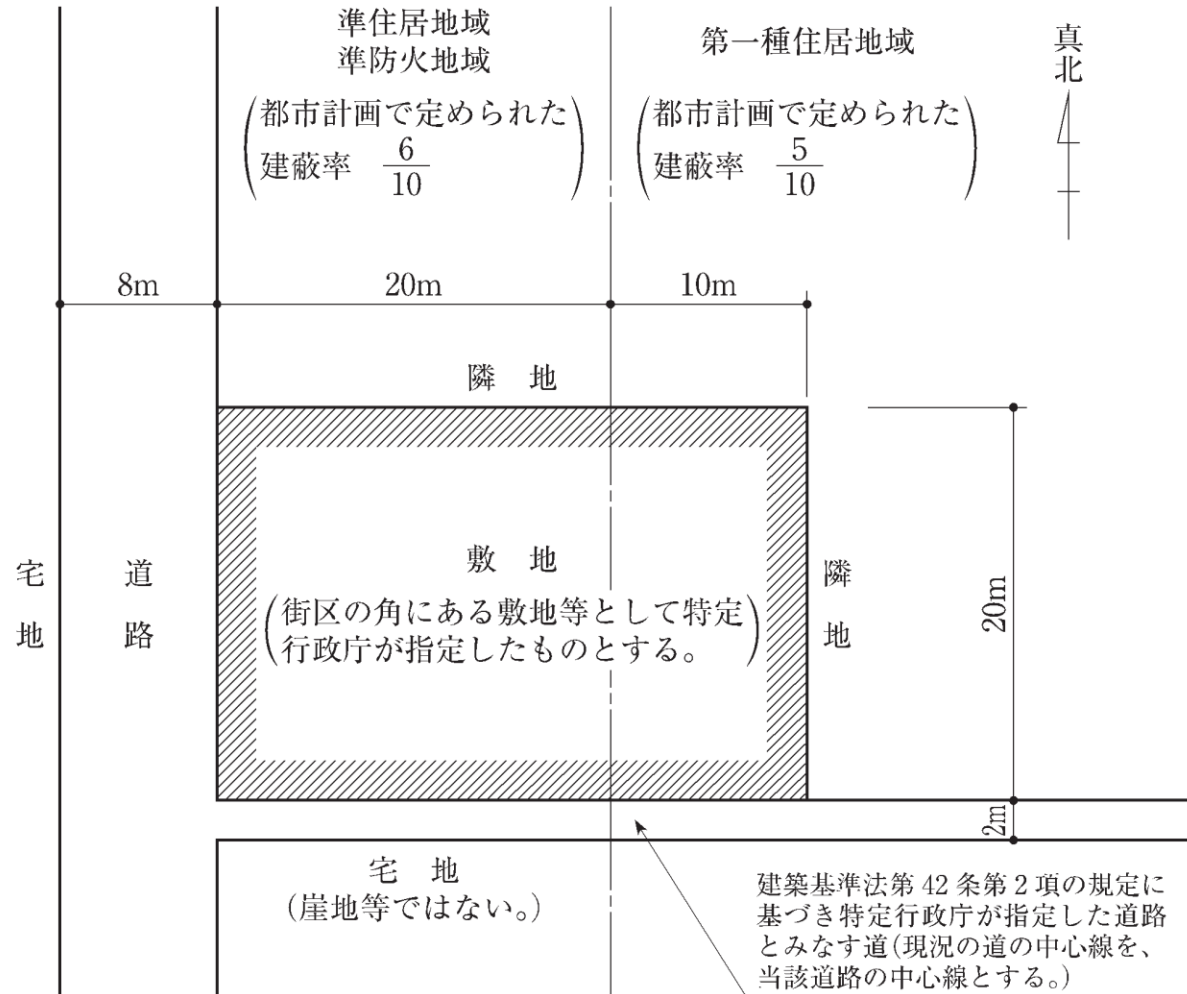 準住居地域
準防火地域
都市計画で定められた
建蔽率 6/10
第一種住居地域
都市計画で定められた
建蔽率 5/10
真北
8m
20m
10m
隣地
宅地
道路
敷地
(街区の角にある敷地等として特定
行政庁が指定したものとする。)
隣地
20m
2m
宅地
(崖地等ではない。)
建築基準法第42条第2項の規定に
基づき特定行政庁が指定した道路
とみなす道(現況の道の中心線を、
当該道路の中心線とする。)